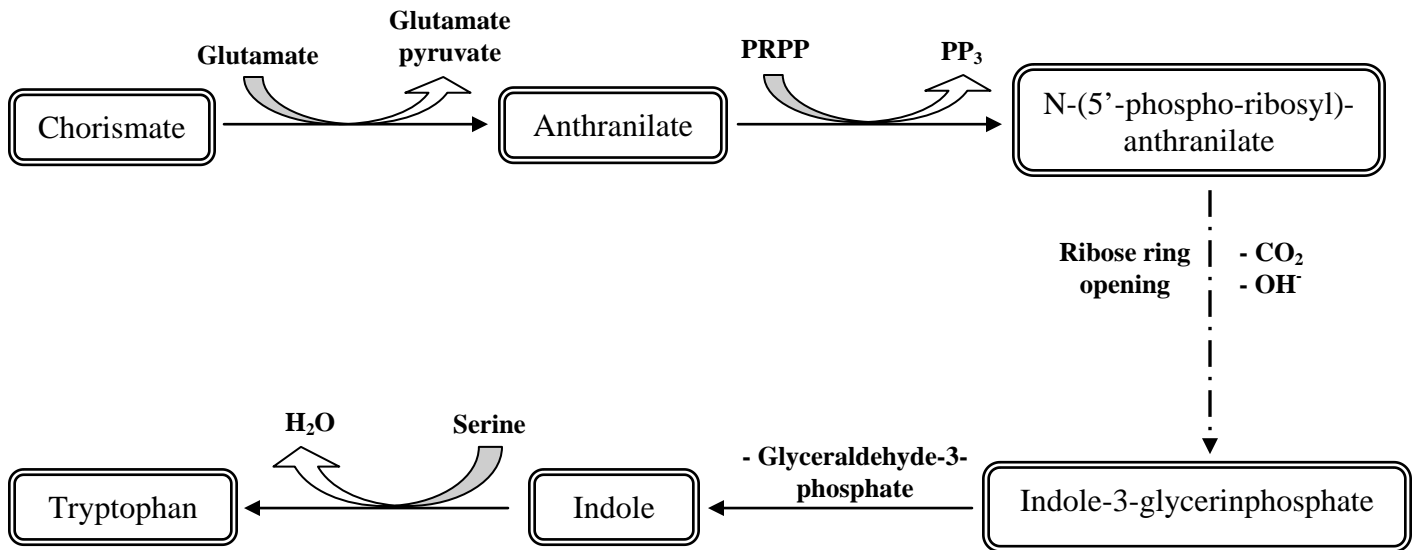 Glutamate
Glutamate
pyruvate
PRPP
PP₃
Chorismate
Anthranilate
N-(5’-phospho-ribosyl)-
anthranilate
Ribose ring
opening
- CO₂
- OH⁻
H₂O
Serine
- Glyceraldehyde-3-
phosphate
Tryptophan
Indole
Indole-3-glycerinphosphate